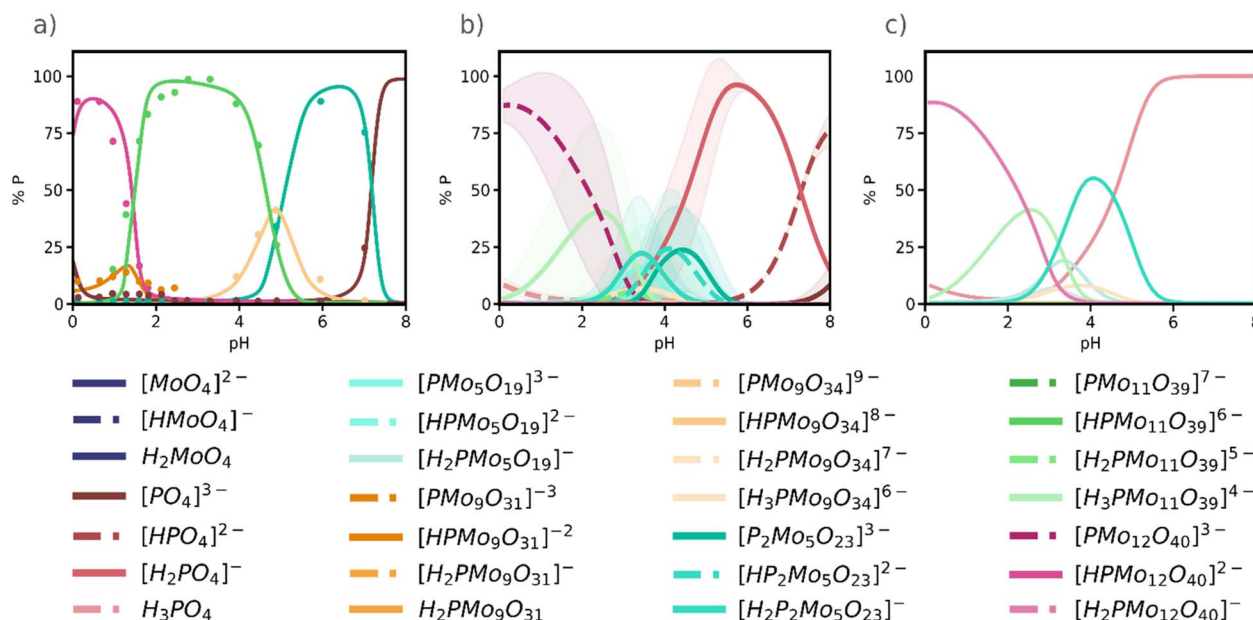 a) b) c)
100 100 100
75 75 75
50 50 50
25 25 25
0 0 0
% P % P % P
0 2 4 6 8 0 2 4 6 8 0 2 4 6 8
pH pH pH
[MoO₄]²⁻ [PMo₅O₁₉]³⁻ [PMo₉O₃₄]⁹⁻ [PMo₁₁O₃₉]⁷⁻
[HMoO₄]⁻ [HPMo₅O₁₉]²⁻ [HPMo₉O₃₄]⁸⁻ [HPMo₁₁O₃₉]⁶⁻
H₂MoO₄ [H₂PMo₅O₁₉]⁻ [H₂PMo₉O₃₄]⁷⁻ [H₂PMo₁₁O₃₉]⁵⁻
[PO₄]³⁻ [PMo₉O₃₁]⁻³ [H₃PMo₉O₃₄]⁶⁻ [H₃PMo₁₁O₃₉]⁴⁻
[HPO₄]²⁻ [HPMo₉O₃₁]⁻² [P₂Mo₅O₂₃]³⁻ [PMo₁₂O₄₀]³⁻
[H₂PO₄]⁻ [H₂PMo₉O₃₁]⁻ [HP₂Mo₅O₂₃]²⁻ [HPMo₁₂O₄₀]²⁻
H₃PO₄ H₂PMo₉O₃₁ [H₂P₂Mo₅O₂₃]⁻ [H₂PMo₁₂O₄₀]⁻